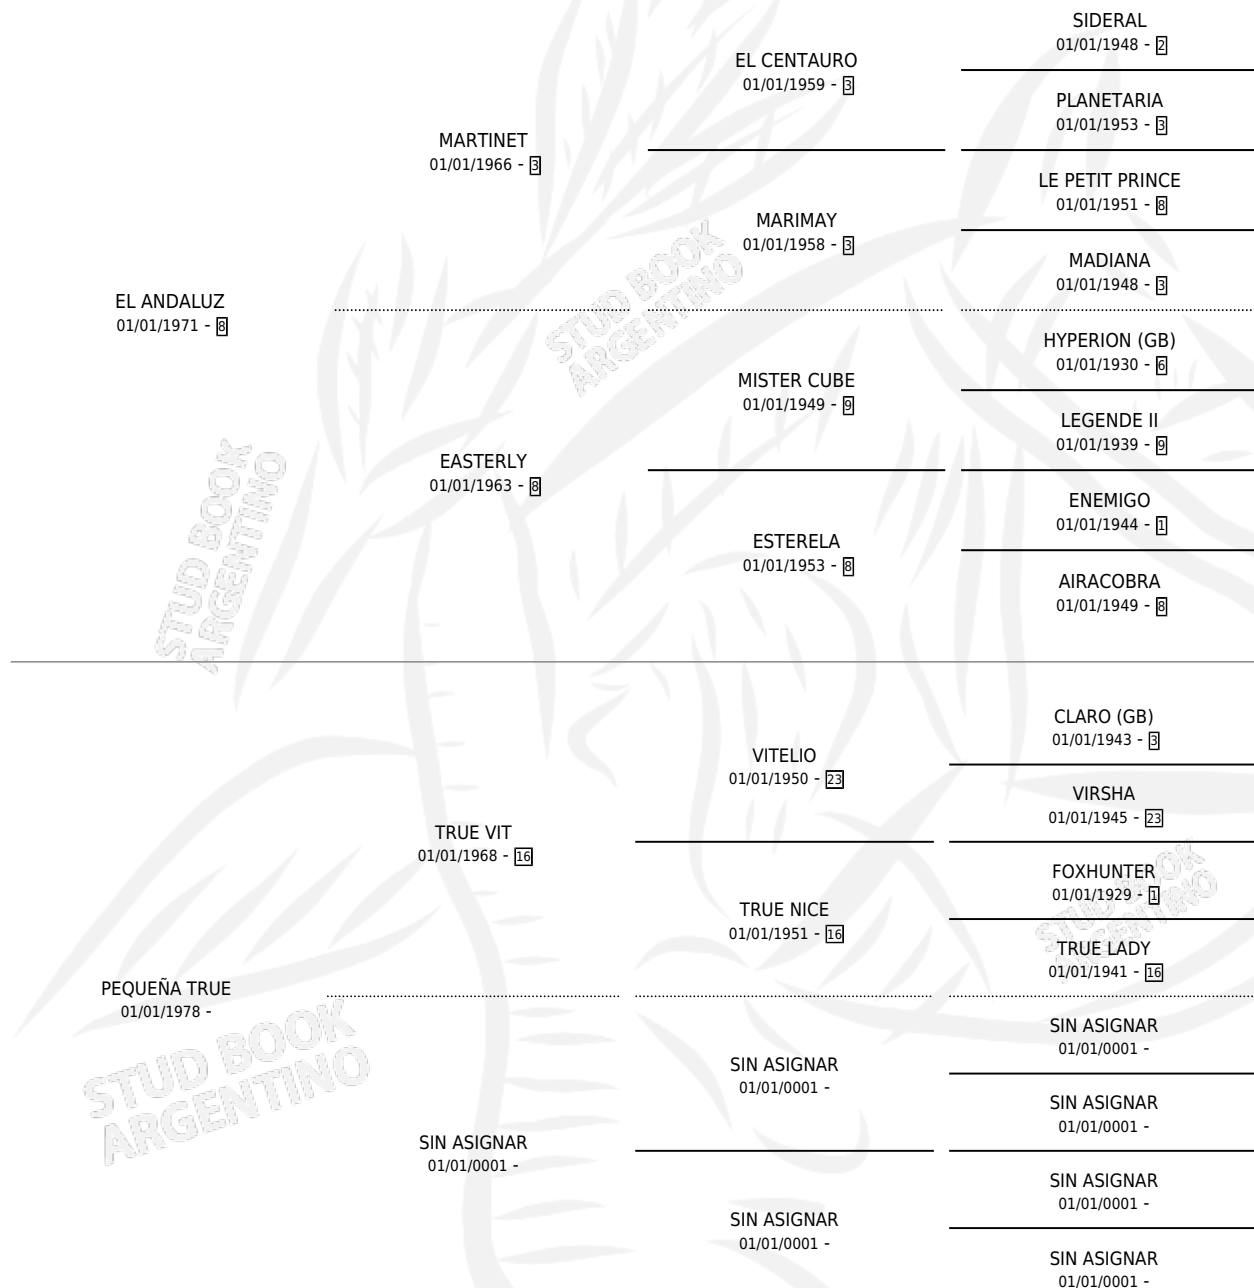 SIDERAL
01/01/1948 - 2
EL CENTAURO
01/01/1959 - 3
PLANETARIA
01/01/1953 - 3
MARTINET
01/01/1966 - 3
LE PETIT PRINCE
01/01/1951 - 8
MARIMAY
01/01/1958 - 3
MADIANA
01/01/1948 - 3
STUD BOOK
ARGENTINO
EL ANDALUZ
01/01/1971 - 8
HYPERION (GB)
01/01/1930 - 6
MISTER CUBE
01/01/1949 - 9
LEGENDE II
01/01/1939 - 9
EASTERLY
01/01/1963 - 8
ENEMIGO
01/01/1944 - 1
ESTERELA
01/01/1953 - 8
AIRACOBRA
01/01/1949 - 8
STUD BOOK
ARGENTINO
CLARO (GB)
01/01/1943 - 3
VITELIO
01/01/1950 - 23
VIRSHA
01/01/1945 - 23
TRUE VIT
01/01/1968 - 16
FOXHUNTER
01/01/1929 - 1
TRUE NICE
01/01/1951 - 16
TRUE LADY
01/01/1941 - 16
STUD BOOK
ARGENTINO
PEQUEÑA TRUE
01/01/1978 -
SIN ASIGNAR
01/01/0001 -
SIN ASIGNAR
01/01/0001 -
SIN ASIGNAR
01/01/0001 -
STUD BOOK
ARGENTINO
SIN ASIGNAR
01/01/0001 -
SIN ASIGNAR
01/01/0001 -
SIN ASIGNAR
01/01/0001 -
SIN ASIGNAR
01/01/0001 -